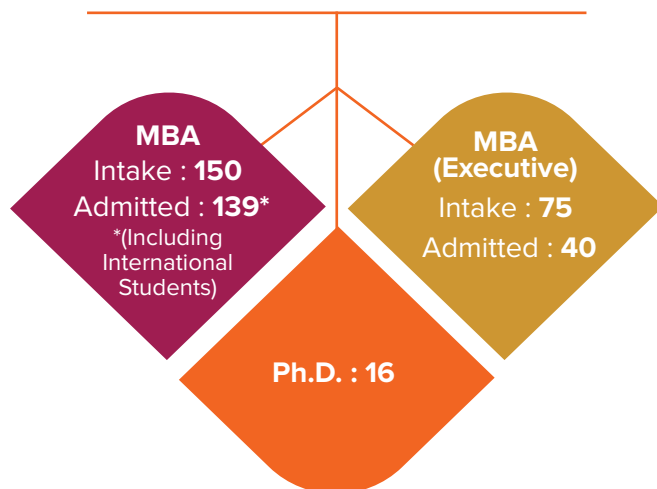 MBA
Intake : 150
Admitted : 139*
*(Including
International
Students)
MBA
(Executive)
Intake : 75
Admitted : 40
Ph.D. : 16